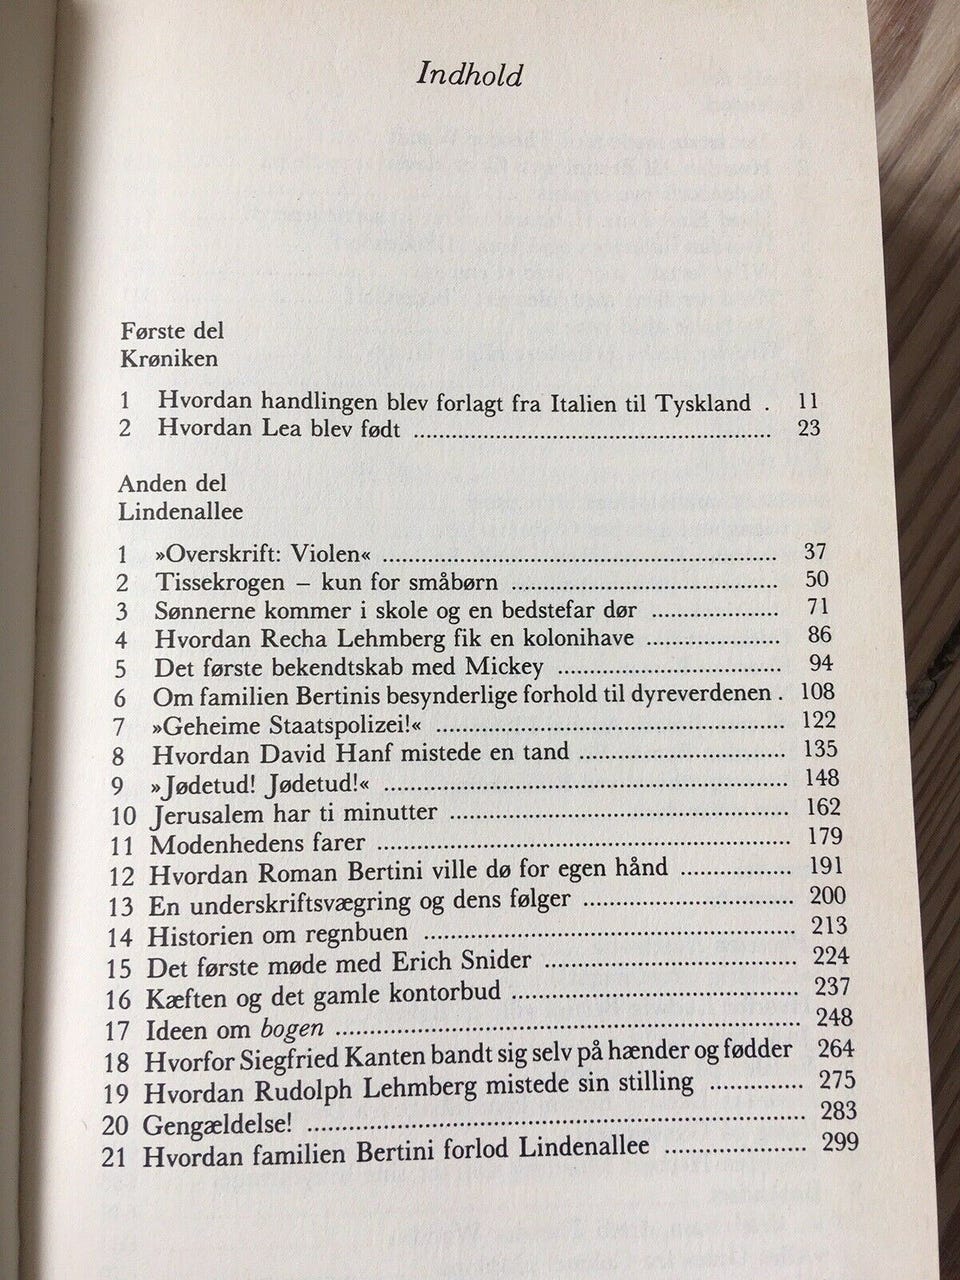 Indhold
Første del
Krøniken
1 Hvordan handlingen blev forlagt fra Italien til Tyskland . 11
2 Hvordan Lea blev født ........................................ 23
Anden del
Lindenallee
1 »Overskrift: Violen« ........................................ 37
2 Tissekrogen – kun for småbørn ........................................ 50
3 Sønnerne kommer i skole og en bedstefar dør .................... 71
4 Hvordan Recha Lehmberg fik en kolonihave .................... 86
5 Det første bekendtskab med Mickey .............................. 94
6 Om familien Bertinis besynderlige forhold til dyreverdenen . 108
7 »Geheime Staatspolizei!« ........................................ 122
8 Hvordan David Hanf mistede en tand .............................. 135
9 »Jødetud! Jødetud!« ........................................ 148
10 Jerusalem har ti minutter ........................................ 162
11 Modenhedens farer ........................................ 179
12 Hvordan Roman Bertini ville dø for egen hånd ................ 191
13 En underskriftsvægring og dens følger .............................. 200
14 Historien om regnbuen ........................................ 213
15 Det første møde med Erich Snider .............................. 224
16 Kæften og det gamle kontorbud .............................. 237
17 Ideen om bogen ........................................ 248
18 Hvorfor Siegfried Kanten bandt sig selv på hænder og fødder 264
19 Hvordan Rudolph Lehmberg mistede sin stilling ............. 275
20 Gengældelse! ........................................ 283
21 Hvordan familien Bertini forlod Lindenallee .................... 299